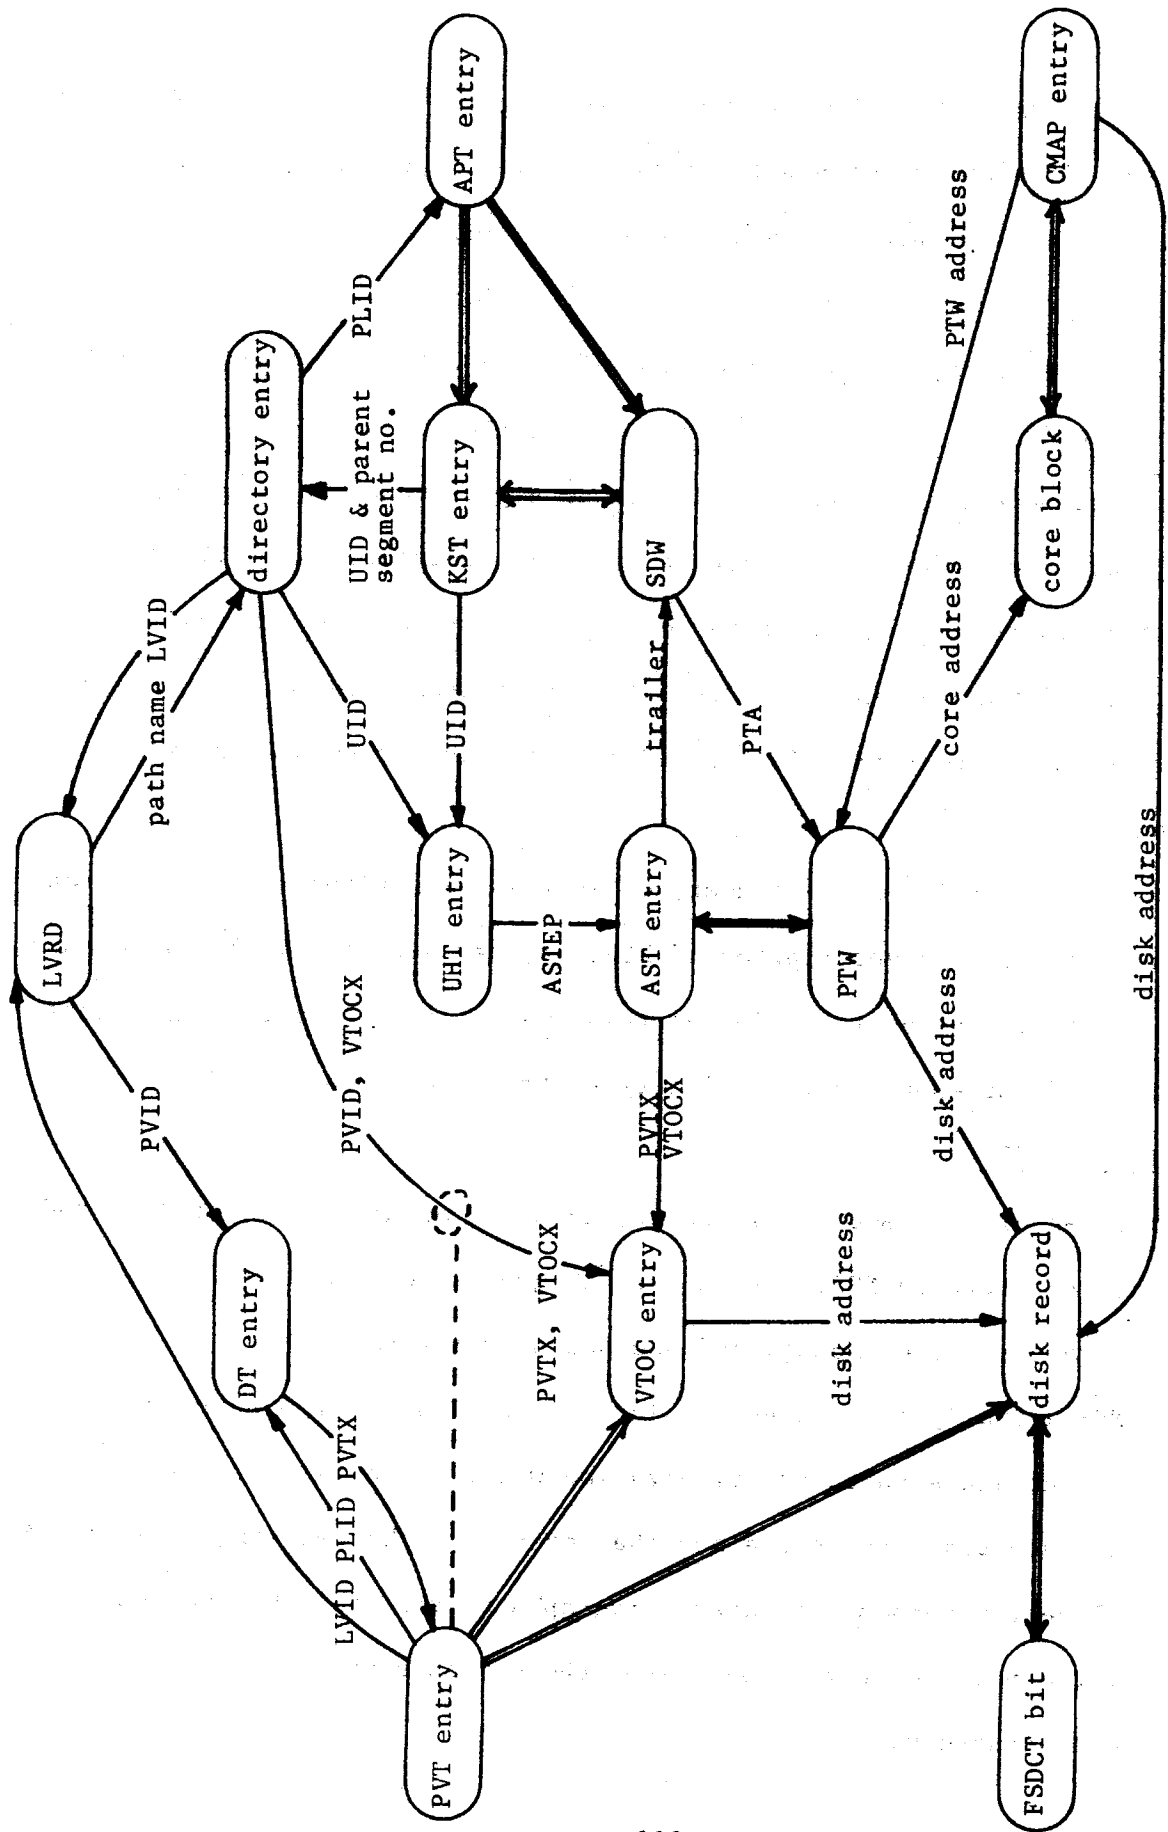 LVRD
LVID
path name
PVID
DT entry
directory entry
PLID
LVID PLID PVTX
PVID, VTOCX
UID
UID & parent
segment no.
PVT entry
UHT entry
UID
KST entry
APT entry
PVTX, VTOCX
ASTEP
VTOC entry
PVTX
VTOCX
AST entry
trailer
SDW
PTA
disk address
PTW
disk address
core address
PTW address
FSDCT bit
disk record
core block
CMAP entry
disk address